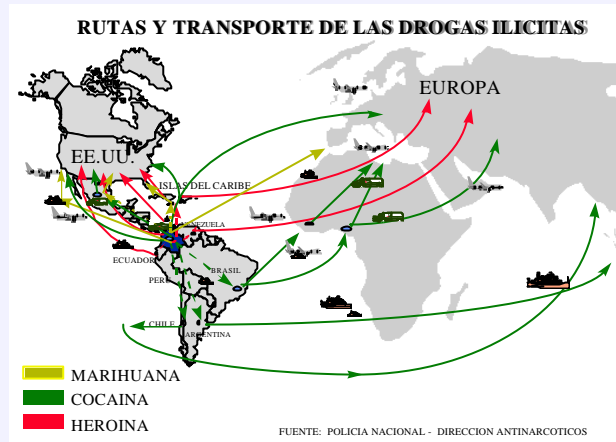 RUTAS Y TRANSPORTE DE LAS DROGAS ILICITAS
EUROPA
EE.UU.
ISLAS DEL CARIBE
ECUADOR
BRASIL
PERU
CHILE
ARGENTINA
MARIHUANA
COCAINA
HEROINA
FUENTE: POLICIA NACIONAL - DIRECCION ANTINARCOTICOS